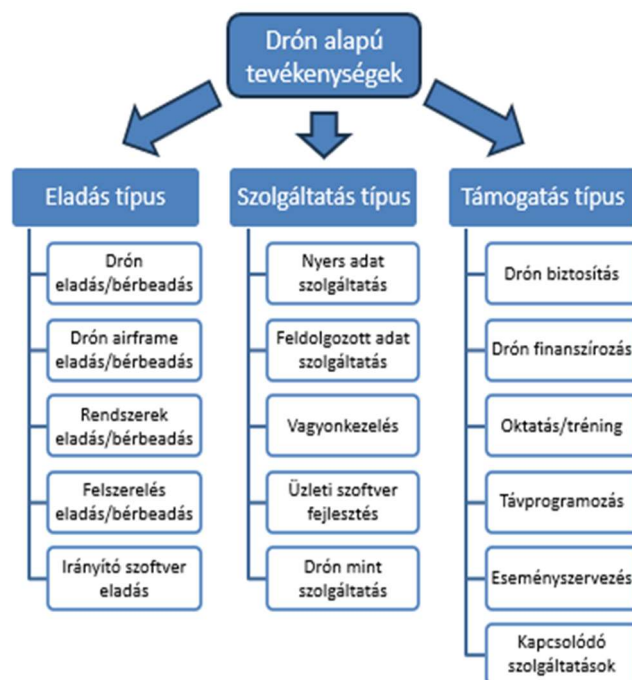 Drón alapú
tevékenységek
Eladás típus
Drón
eladás/bérbeadás
Drón airframe
eladás/bérbeadás
Rendszerek
eladás/bérbeadás
Felszerelés
eladás/bérbeadás
Irányító szoftver
eladás
Szolgáltatás típus
Nyers adat
szolgáltatás
Feldolgozott adat
szolgáltatás
Vagyonkezelés
Üzleti szoftver
fejlesztés
Drón mint
szolgáltatás
Támogatás típus
Drón biztosítás
Drón finanszírozás
Oktatás/tréning
Távprogramozás
Eseményszervezés
Kapcsolódó
szolgáltatások